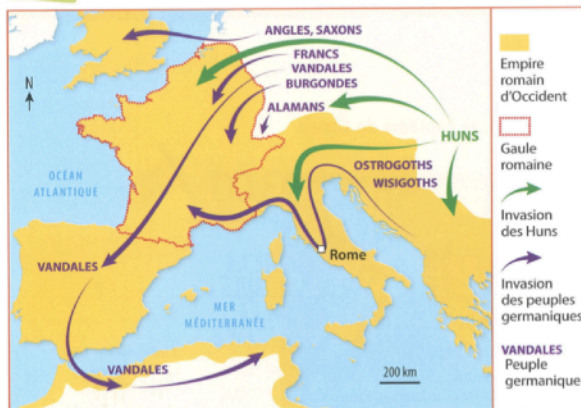 ANGLES, SAXONS
FRANCS
VANDALES
BURGONDES
ALAMANS
N
HUNS
OSTROGOTHS
WISIGOTHS
OCÉAN
ATLANTIQUE
Rome
VANDALES
MER
MÉDITERRANÉE
VANDALES
200 km
Empire
romain
d'Occident
Gaule
romaine
Invasion
des Huns
Invasion
des peuples
germaniques
VANDALES
Peuple
germanique